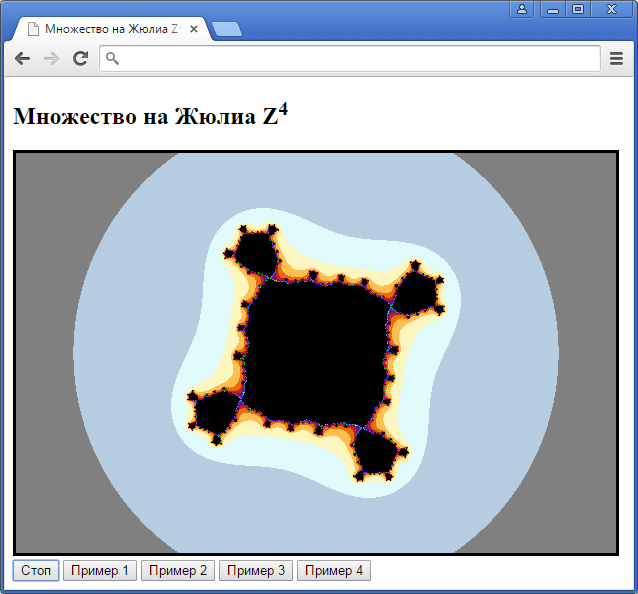 Множество на Жюлиа Z
Множество на Жюлиа Z⁴
Стоп Пример 1 Пример 2 Пример 3 Пример 4